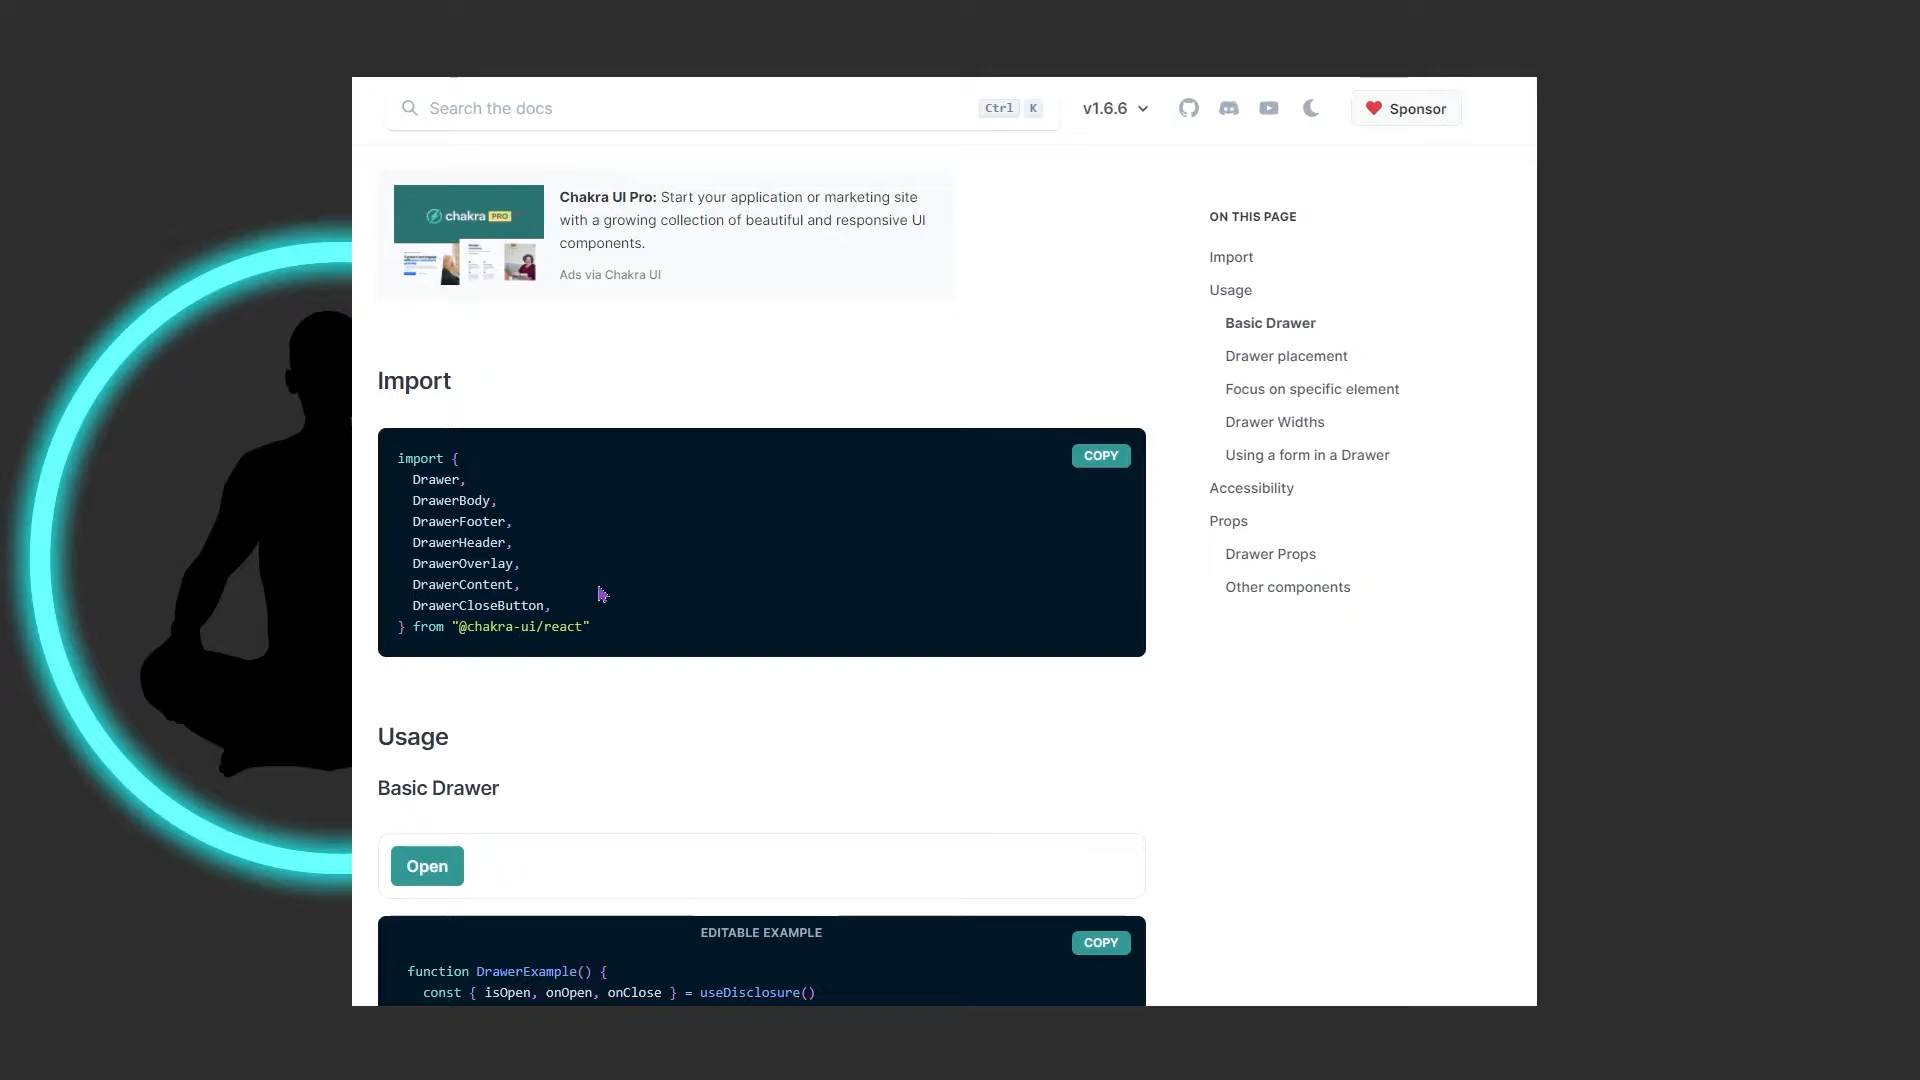 Search the docs
Ctrl K
v1.6.6
Sponsor
chakra PRO
Chakra UI Pro: Start your application or marketing site
with a growing collection of beautiful and responsive UI
components.
Ads via Chakra UI
ON THIS PAGE
Import
Usage
Basic Drawer
Drawer placement
Focus on specific element
Drawer Widths
Using a form in a Drawer
Accessibility
Props
Drawer Props
Other components
Import
COPY
import {
Drawer,
DrawerBody,
DrawerFooter,
DrawerHeader,
DrawerOverlay,
DrawerContent,
DrawerCloseButton,
} from "@chakra-ui/react"
Usage
Basic Drawer
Open
EDITABLE EXAMPLE
COPY
function DrawerExample() {
const { isOpen, onOpen, onClose } = useDisclosure()